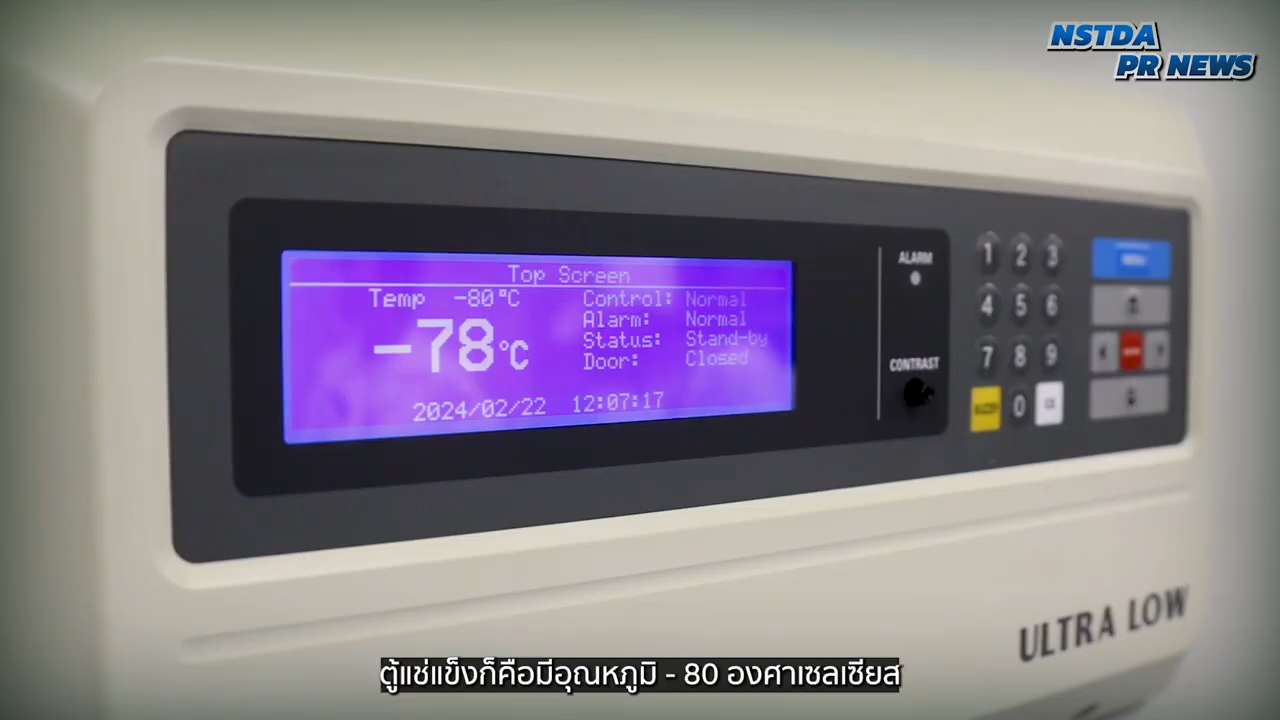 NSTDA
PR NEWS
Top Screen
Temp -80°C
-78°C
Control: Normal
Alarm: Normal
Status: Stand-by
Door: Closed
2024/02/22 12:07:17
ALARM
CONTRAST
1 2 3
4 5 6
7 8 9
0
ULTRA LOW
ตู้แช่แข็งก็คือมีอุณหภูมิ - 80 องศาเซลเซียส